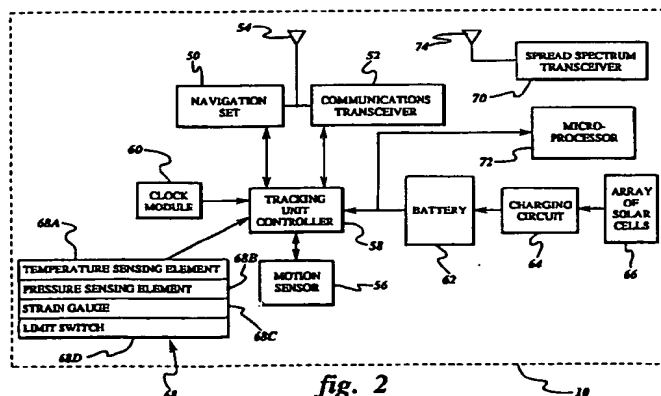 54
74
50
52
SPREAD SPECTRUM
TRANSCEIVER
70
NAVIGATION
SET
COMMUNICATIONS
TRANSCEIVER
MICRO-
PROCESSOR
72
60
CLOCK
MODULE
TRACKING
UNIT
CONTROLLER
58
BATTERY
62
CHARGING
CIRCUIT
64
ARRAY
OF
SOLAR
CELLS
66
68A
TEMPERATURE SENSING ELEMENT
68B
PRESSURE SENSING ELEMENT
STRAIN GAUGE
68C
LIMIT SWITCH
68D
MOTION
SENSOR
56
68
fig. 2
10